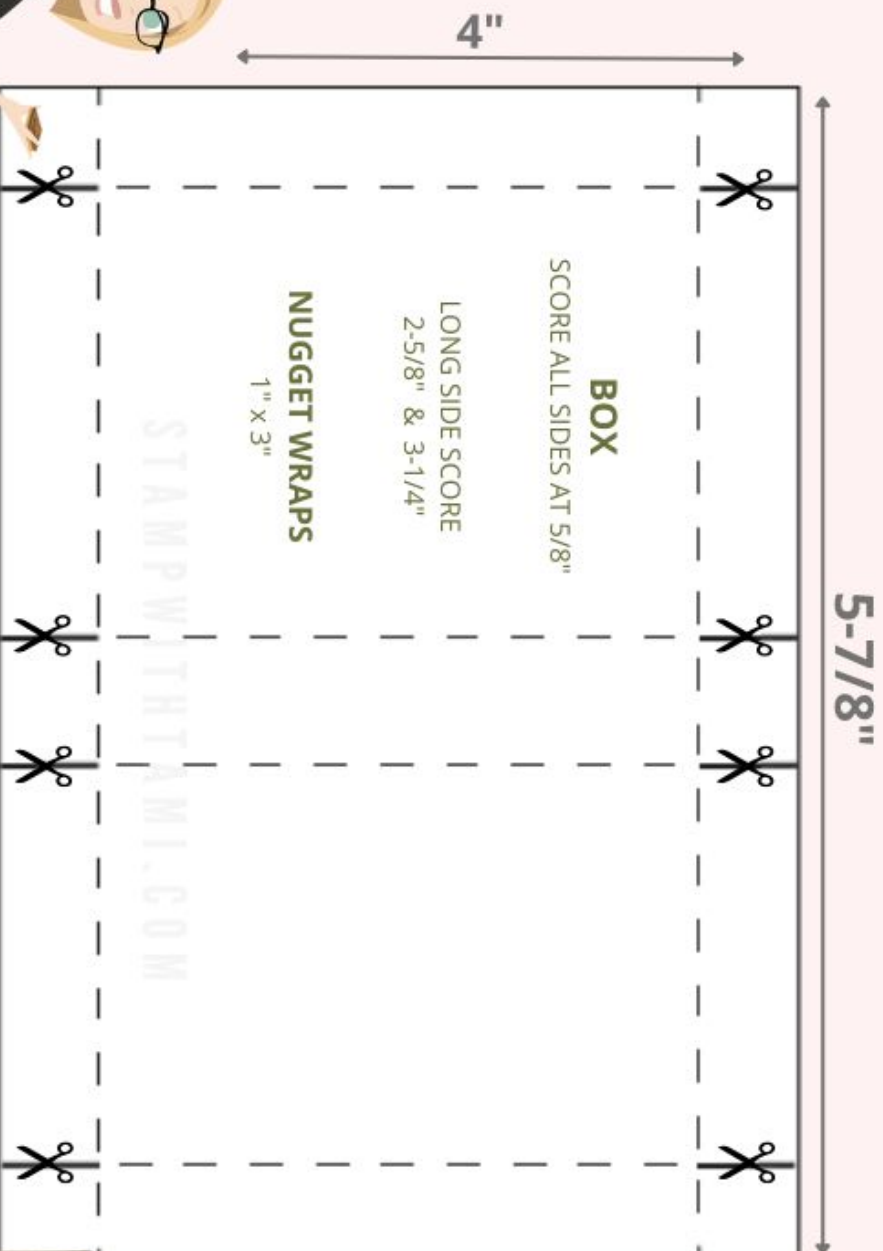 4"
5-7/8"
BOX
SCORE ALL SIDES AT 5/8"
LONG SIDE SCORE
2-5/8" & 3-1/4"
NUGGET WRAPS
1" x 3"
STAMPWITHTAMI.COM